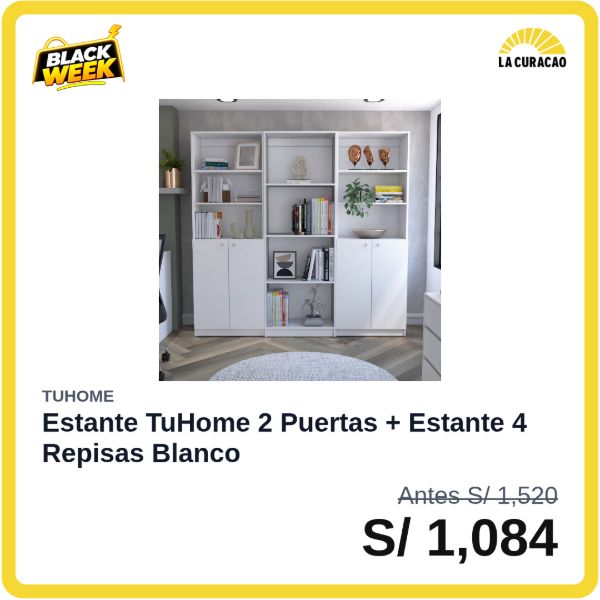 BLACK
WEEK
LA CURACAO
TUHOME
Estante TuHome 2 Puertas + Estante 4
Repisas Blanco
Antes S/ 1,520
S/ 1,084